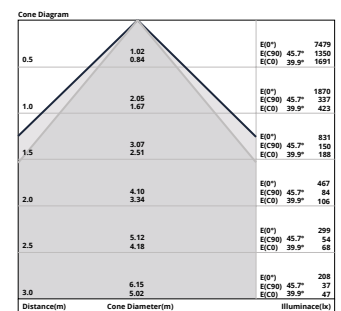 Cone Diagram
E(0°) 7479
1.02 E(C90) 45.7° 1350
0.5 0.84 E(C0) 39.9° 1691
E(0°) 1870
2.05 E(C90) 45.7° 337
1.0 1.67 E(C0) 39.9° 423
E(0°) 831
3.07 E(C90) 45.7° 150
1.5 2.51 E(C0) 39.9° 188
E(0°) 467
4.10 E(C90) 45.7° 84
2.0 3.34 E(C0) 39.9° 106
E(0°) 299
5.12 E(C90) 45.7° 54
2.5 4.18 E(C0) 39.9° 68
E(0°) 208
6.15 E(C90) 45.7° 37
3.0 5.02 E(C0) 39.9° 47
Distance(m) Cone Diameter(m) Illuminace(lx)